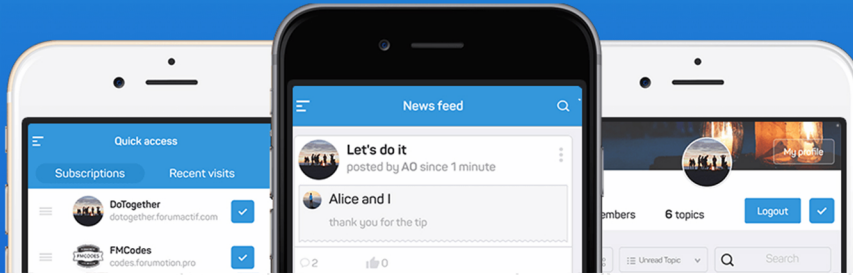 Quick access
Subscriptions Recent visits
DoTogether
dotogether.forumactif.com
FMCodes
codes.forumotion.pro
News feed
Let's do it
posted by AO since 1 minute
Alice and I
thank you for the tip
2 0
My profile
embers 6 topics Logout
Unread Topic Search